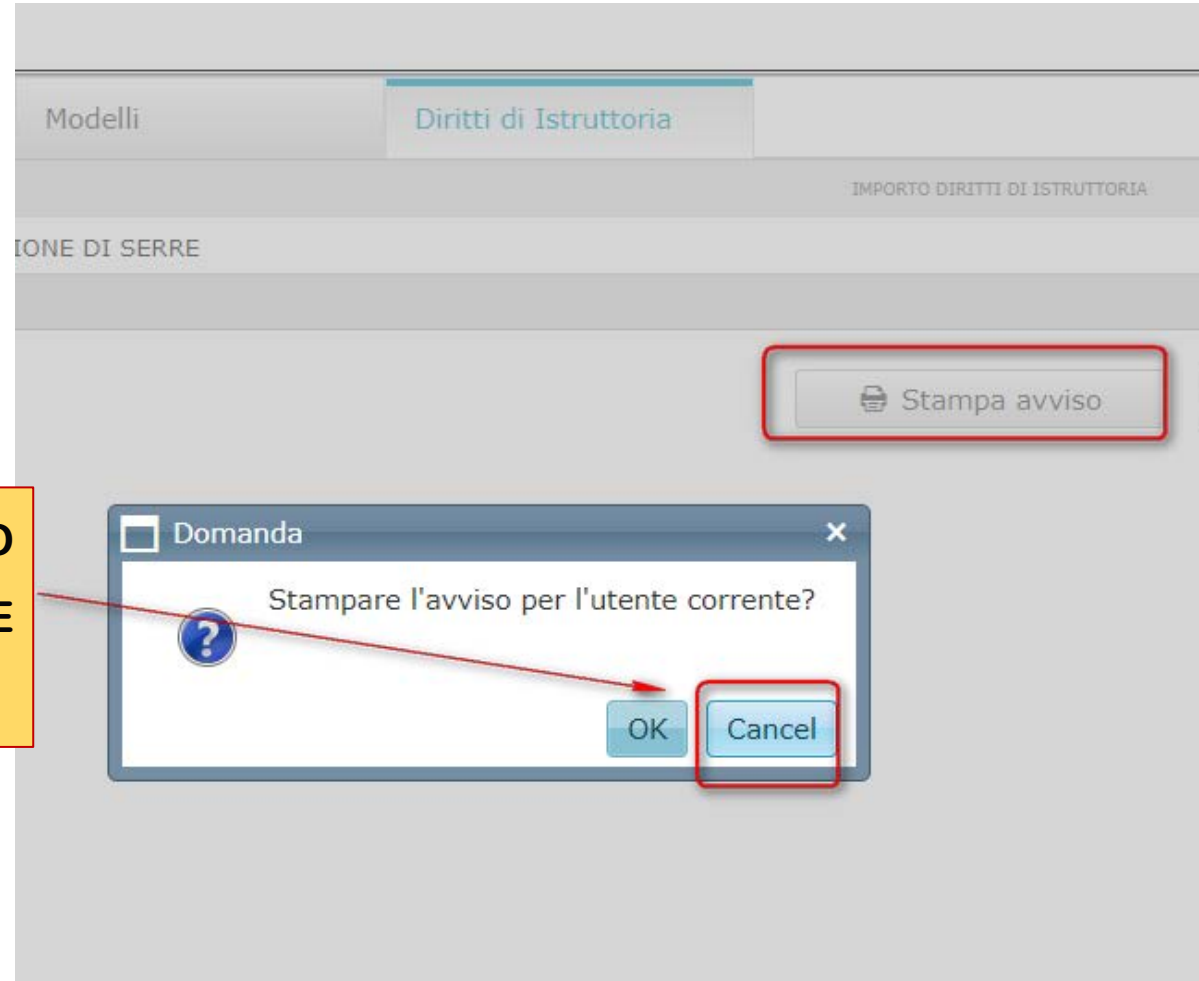 Modelli
Diritti di Istruttoria
IMPORTO DIRITTI DI ISTRUTTORIA
IONE DI SERRE
Stampa avviso
Domanda
Stampare l'avviso per l'utente corrente?
OK
Cancel